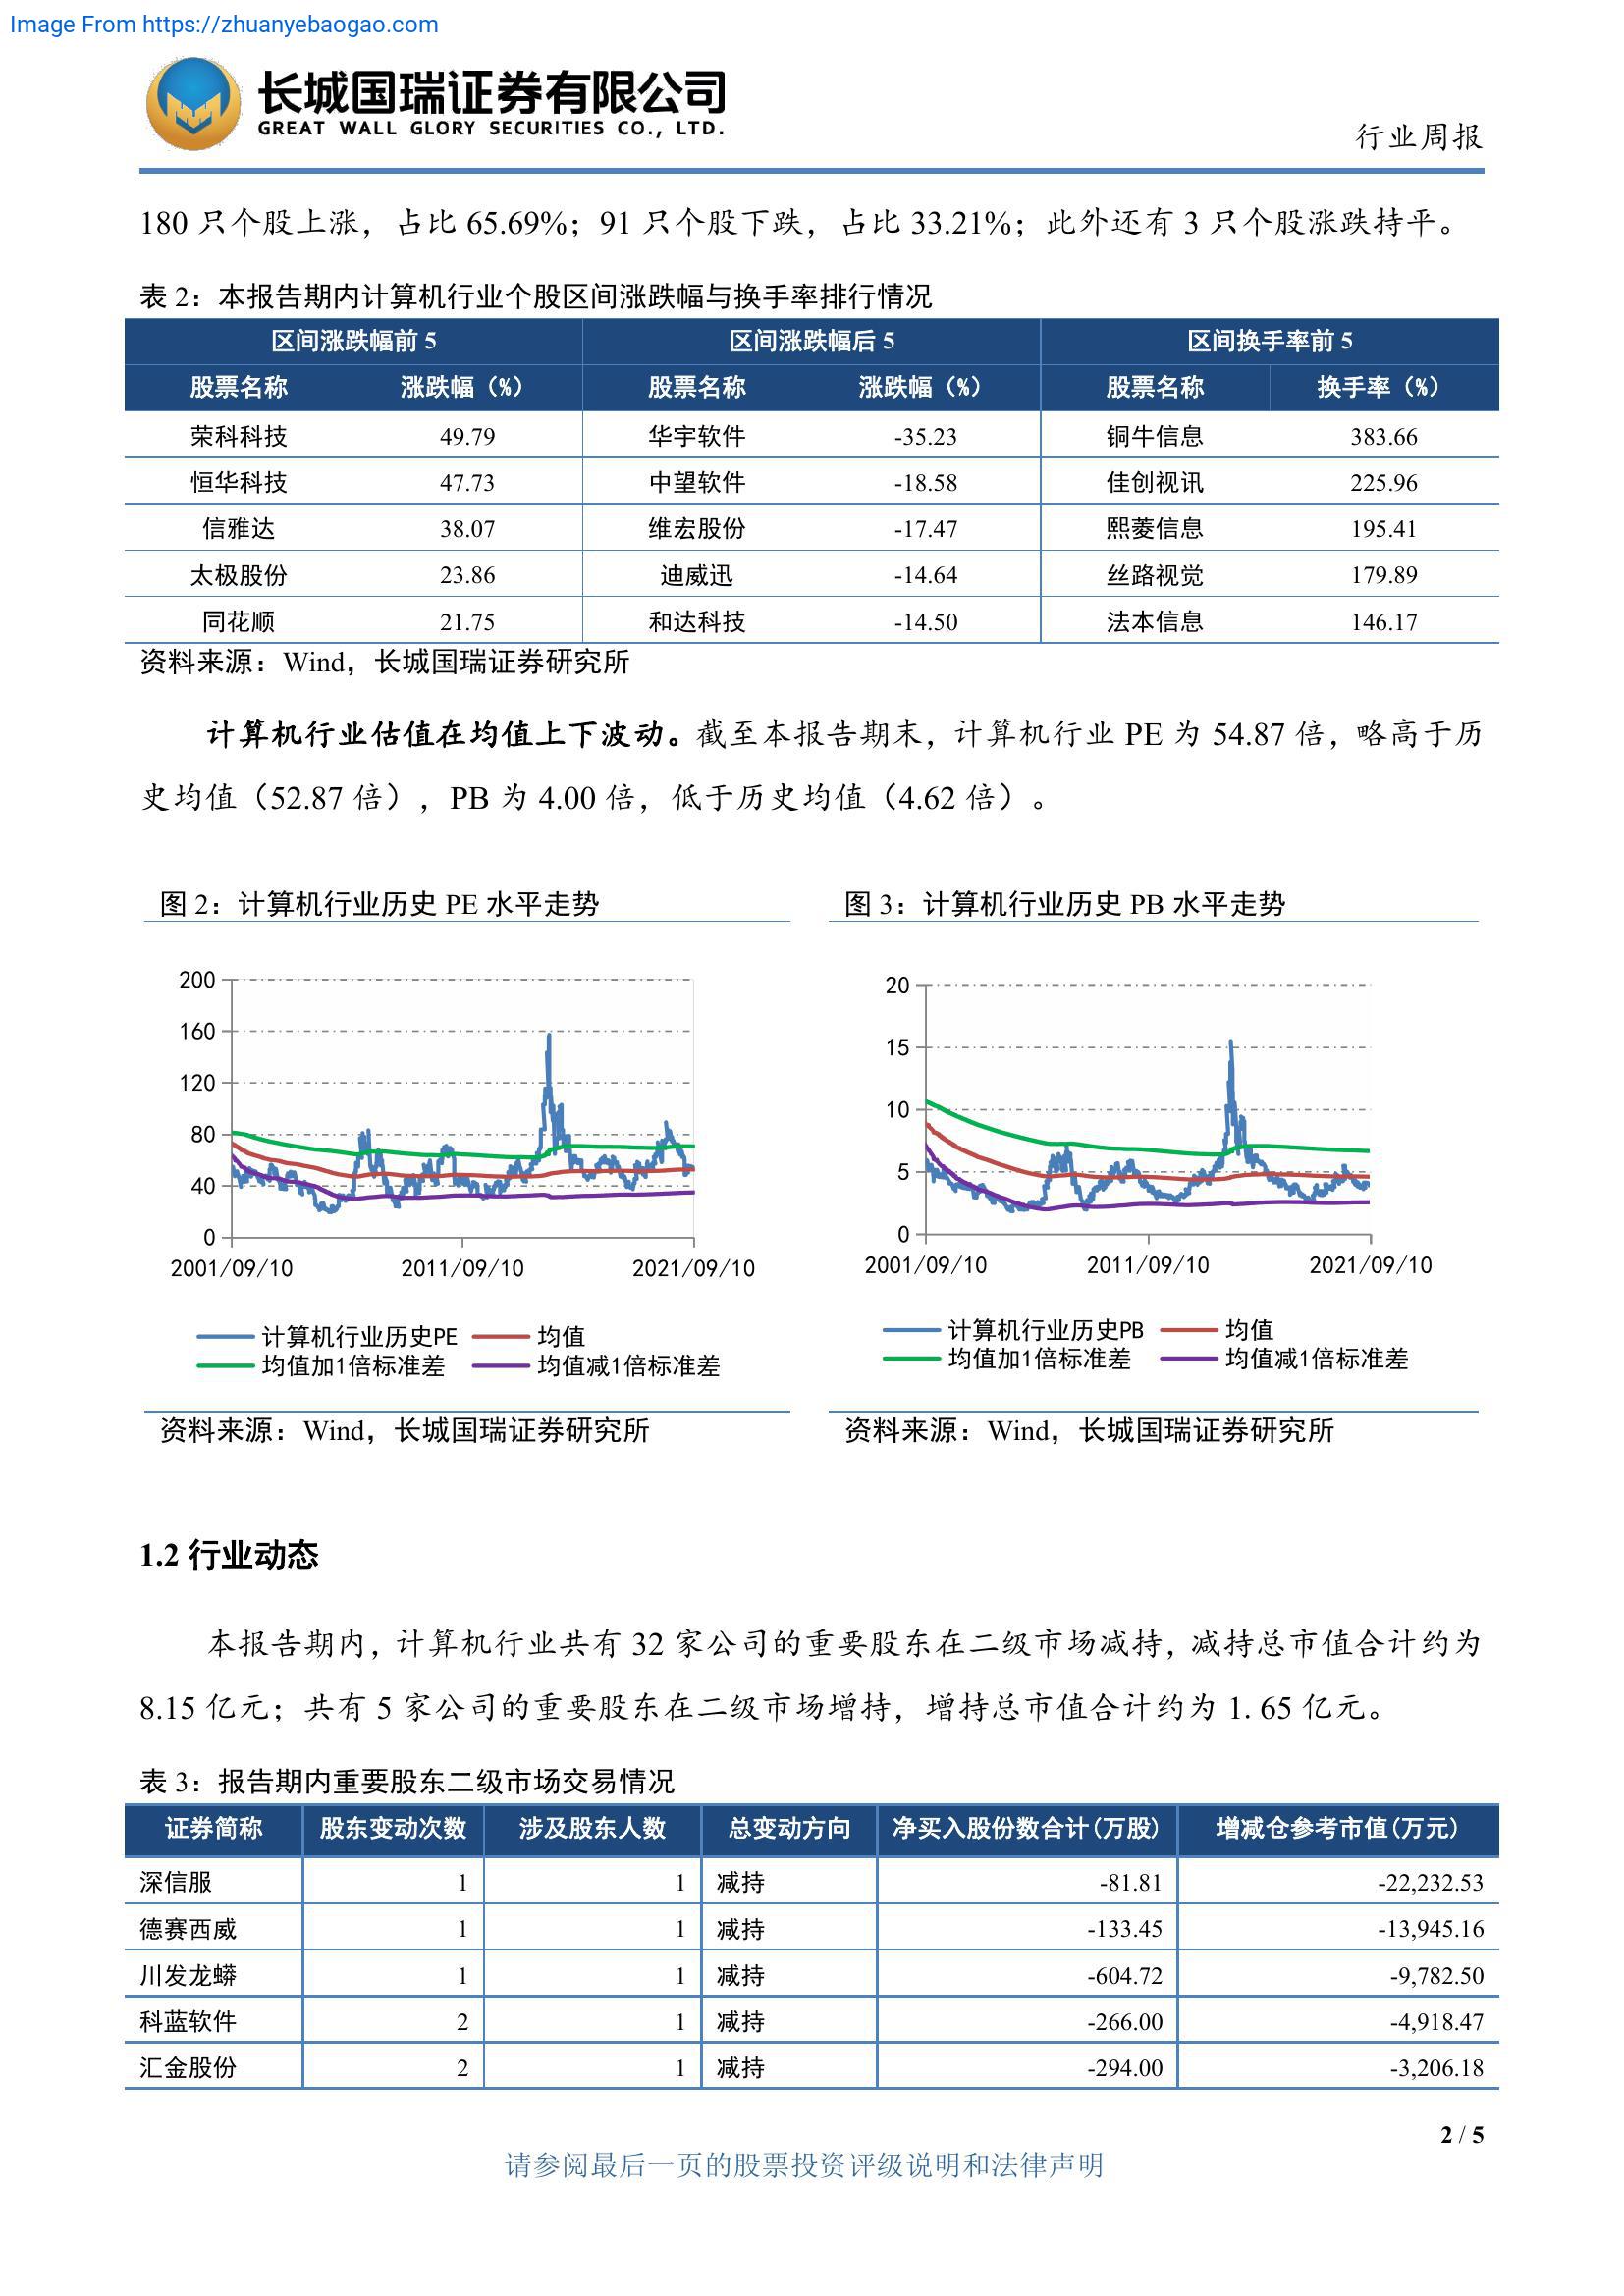 Image From https://zhuanyebaogao.com
长城国瑞证券有限公司
GREAT WALL GLORY SECURITIES CO., LTD.
行业周报
180 只个股上涨，占比 65.69%；91 只个股下跌，占比 33.21%；此外还有 3 只个股涨跌持平。
表 2：本报告期内计算机行业个股区间涨跌幅与换手率排行情况
区间涨跌幅前 5 区间涨跌幅后 5 区间换手率前 5
股票名称 涨跌幅（%） 股票名称 涨跌幅（%） 股票名称 换手率（%）
荣科科技 49.79 华宇软件 -35.23 铜牛信息 383.66
恒华科技 47.73 中望软件 -18.58 佳创视讯 225.96
信雅达 38.07 维宏股份 -17.47 熙菱信息 195.41
太极股份 23.86 迪威迅 -14.64 丝路视觉 179.89
同花顺 21.75 和达科技 -14.50 法本信息 146.17
资料来源：Wind，长城国瑞证券研究所
计算机行业估值在均值上下波动。截至本报告期末，计算机行业 PE 为 54.87 倍，略高于历
史均值（52.87 倍），PB 为 4.00 倍，低于历史均值（4.62 倍）。
图 2：计算机行业历史 PE 水平走势
200
160
120
80
40
0
2001/09/10 2011/09/10 2021/09/10
计算机行业历史PE 均值
均值加1倍标准差 均值减1倍标准差
资料来源：Wind，长城国瑞证券研究所
图 3：计算机行业历史 PB 水平走势
20
15
10
5
0
2001/09/10 2011/09/10 2021/09/10
计算机行业历史PB 均值
均值加1倍标准差 均值减1倍标准差
资料来源：Wind，长城国瑞证券研究所
1.2 行业动态
本报告期内，计算机行业共有 32 家公司的重要股东在二级市场减持，减持总市值合计约为
8.15 亿元；共有 5 家公司的重要股东在二级市场增持，增持总市值合计约为 1. 65 亿元。
表 3：报告期内重要股东二级市场交易情况
证券简称 股东变动次数 涉及股东人数 总变动方向 净买入股份数合计(万股) 增减仓参考市值(万元)
深信服 1 1 减持 -81.81 -22,232.53
德赛西威 1 1 减持 -133.45 -13,945.16
川发龙蟒 1 1 减持 -604.72 -9,782.50
科蓝软件 2 1 减持 -266.00 -4,918.47
汇金股份 2 1 减持 -294.00 -3,206.18
2 / 5
请参阅最后一页的股票投资评级说明和法律声明